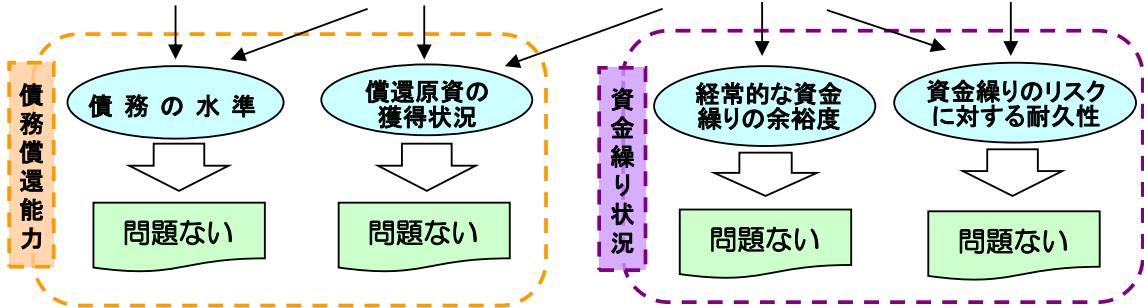 債務償還能力
債務の水準
償還原資の
獲得状況
問題ない
問題ない
資金繰り状況
経常的な資金
繰りの余裕度
資金繰りのリスク
に対する耐久性
問題ない
問題ない